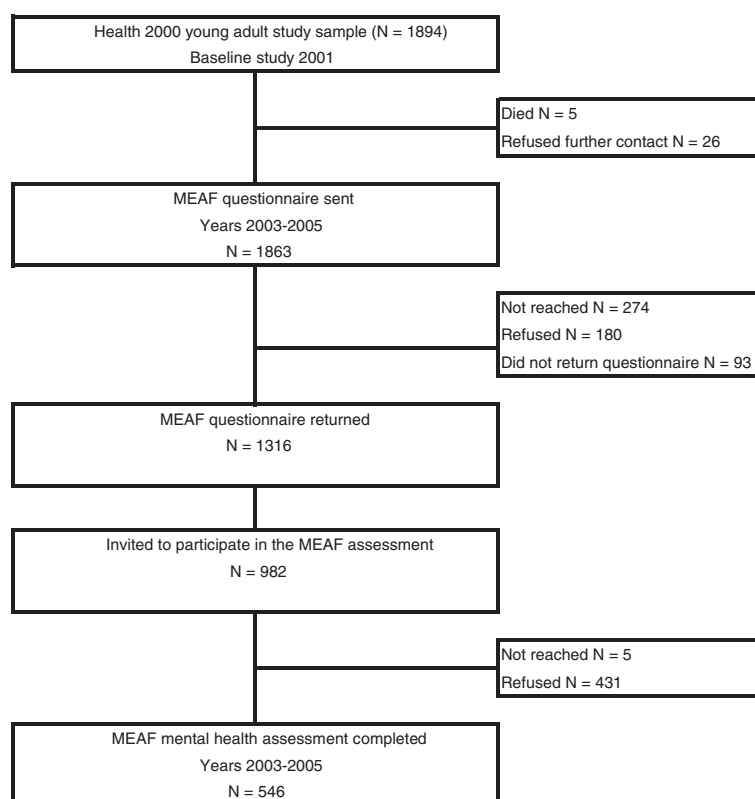 Health 2000 young adult study sample (N = 1894)
Baseline study 2001
Died N = 5
Refused further contact N = 26
MEAF questionnaire sent
Years 2003-2005
N = 1863
Not reached N = 274
Refused N = 180
Did not return questionnaire N = 93
MEAF questionnaire returned
N = 1316
Invited to participate in the MEAF assessment
N = 982
Not reached N = 5
Refused N = 431
MEAF mental health assessment completed
Years 2003-2005
N = 546